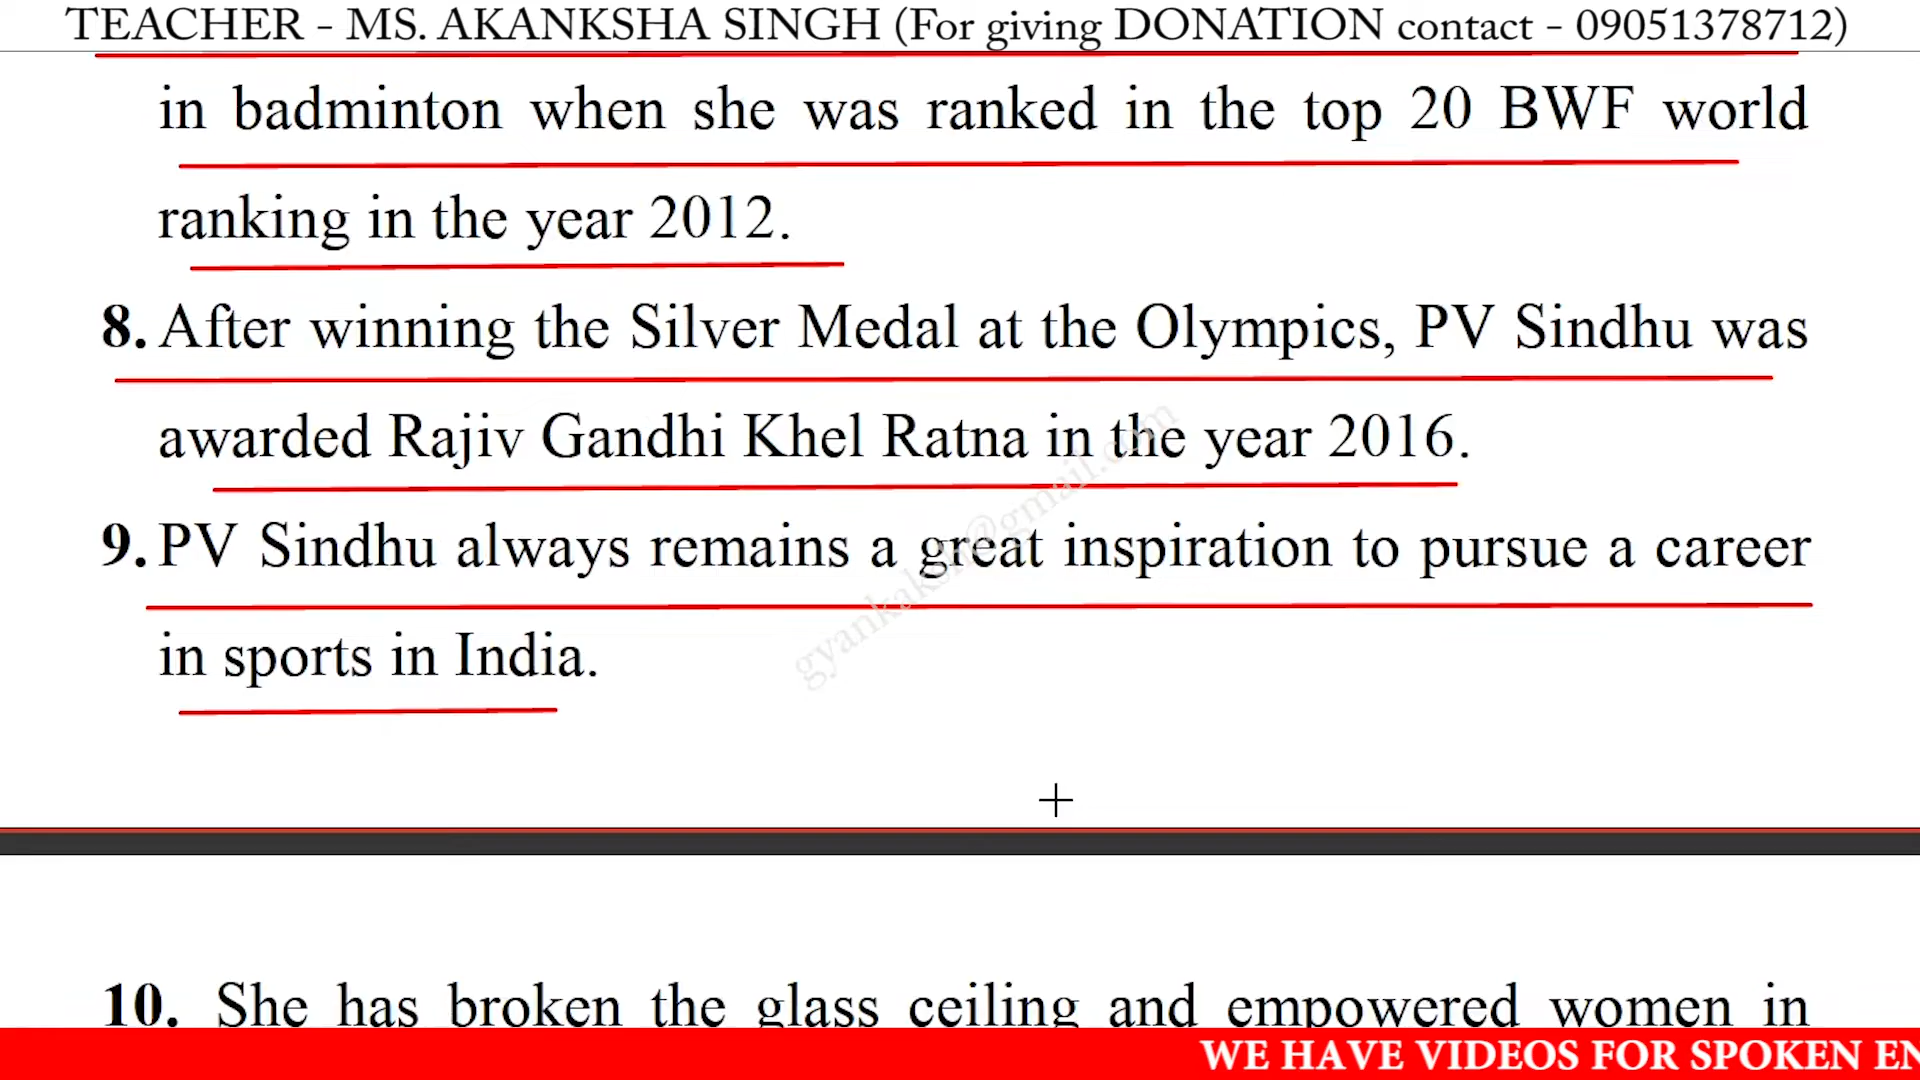 TEACHER - MS. AKANKSHA SINGH (For giving DONATION contact - 09051378712)
in badminton when she was ranked in the top 20 BWF world
ranking in the year 2012.
8. After winning the Silver Medal at the Olympics, PV Sindhu was
awarded Rajiv Gandhi Khel Ratna in the year 2016.
9. PV Sindhu always remains a great inspiration to pursue a career
in sports in India.
gyankaksh@gmail.com
10. She has broken the glass ceiling and empowered women in
WE HAVE VIDEOS FOR SPOKEN EN